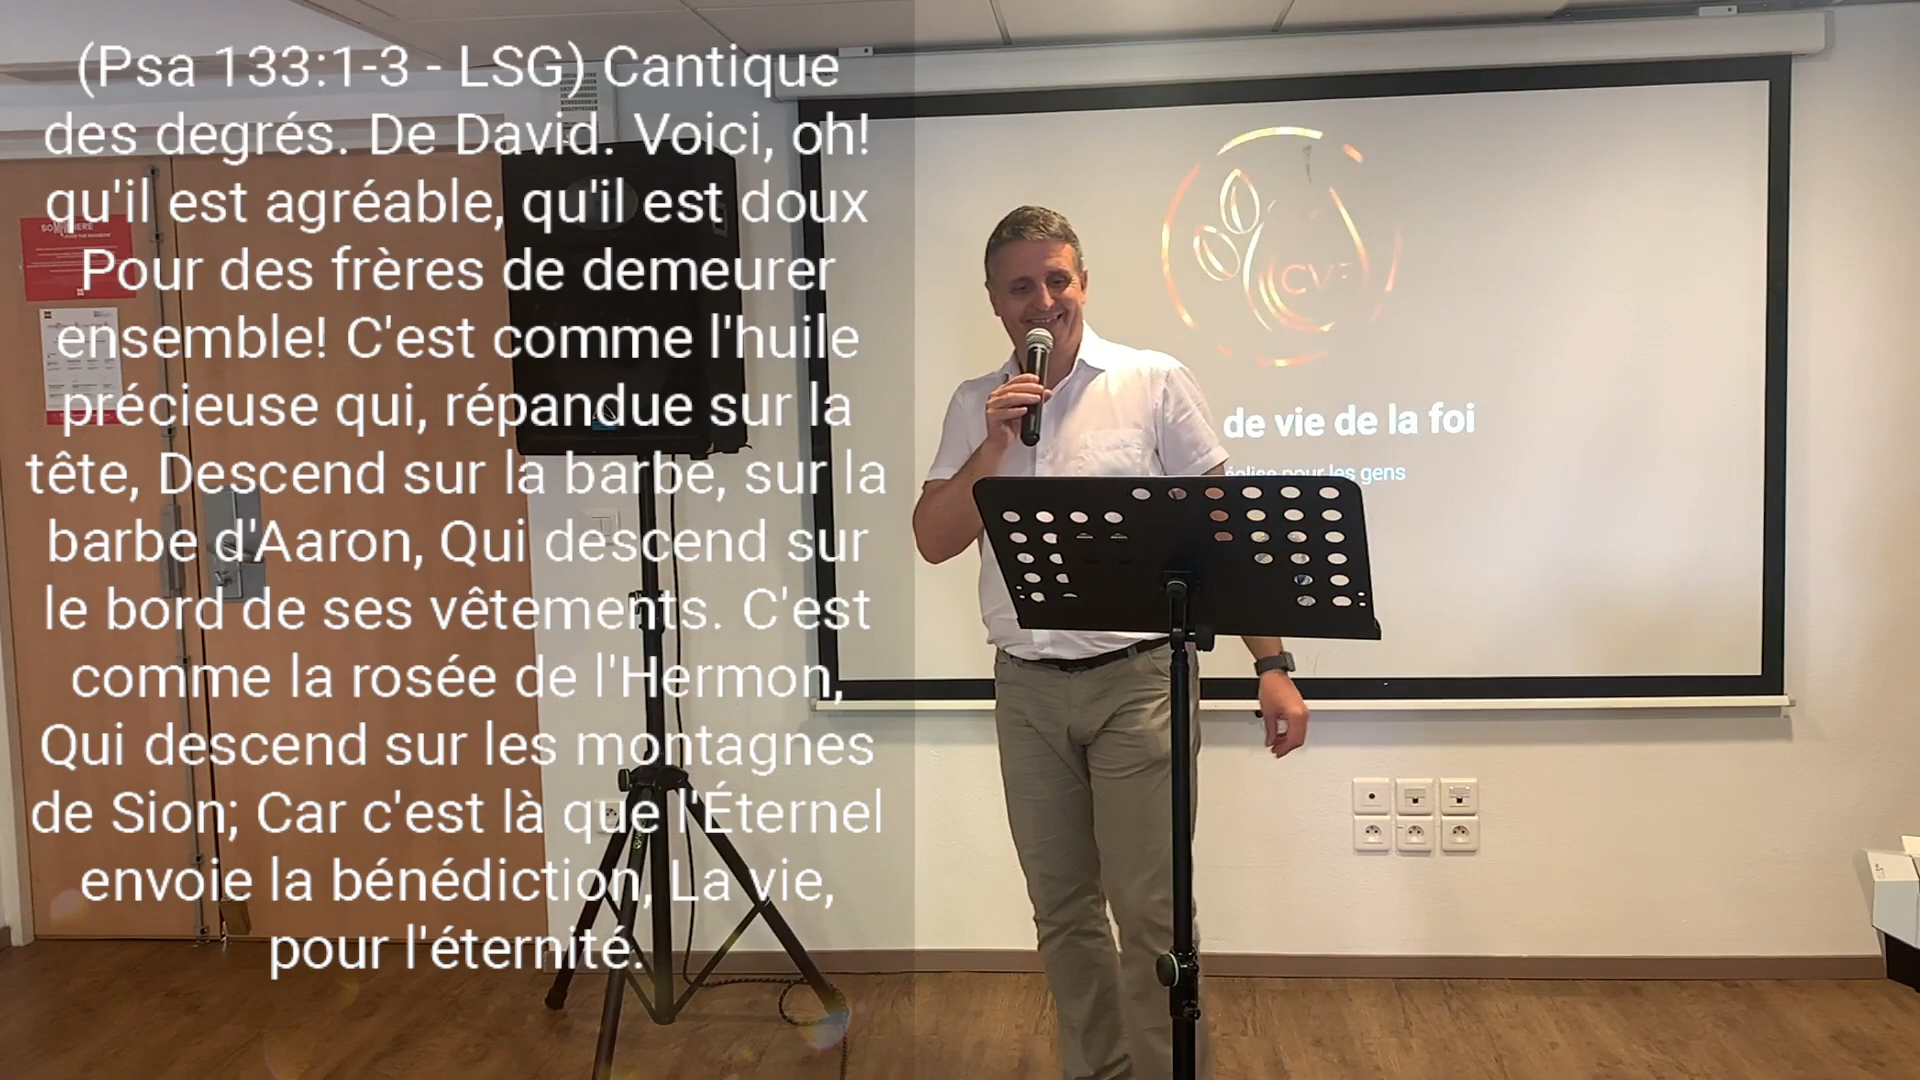 (Psa 133:1-3 - LSG) Cantique
des degrés. De David. Voici, oh!
qu'il est agréable, qu'il est doux
Pour des frères de demeurer
ensemble! C'est comme l'huile
précieuse qui, répandue sur la
tête, Descend sur la barbe, sur la
barbe d'Aaron, Qui descend sur
le bord de ses vêtements. C'est
comme la rosée de l'Hermon,
Qui descend sur les montagnes
de Sion; Car c'est là que l'Éternel
envoie la bénédiction, La vie,
pour l'éternité.
de vie de la foi
église pour les gens